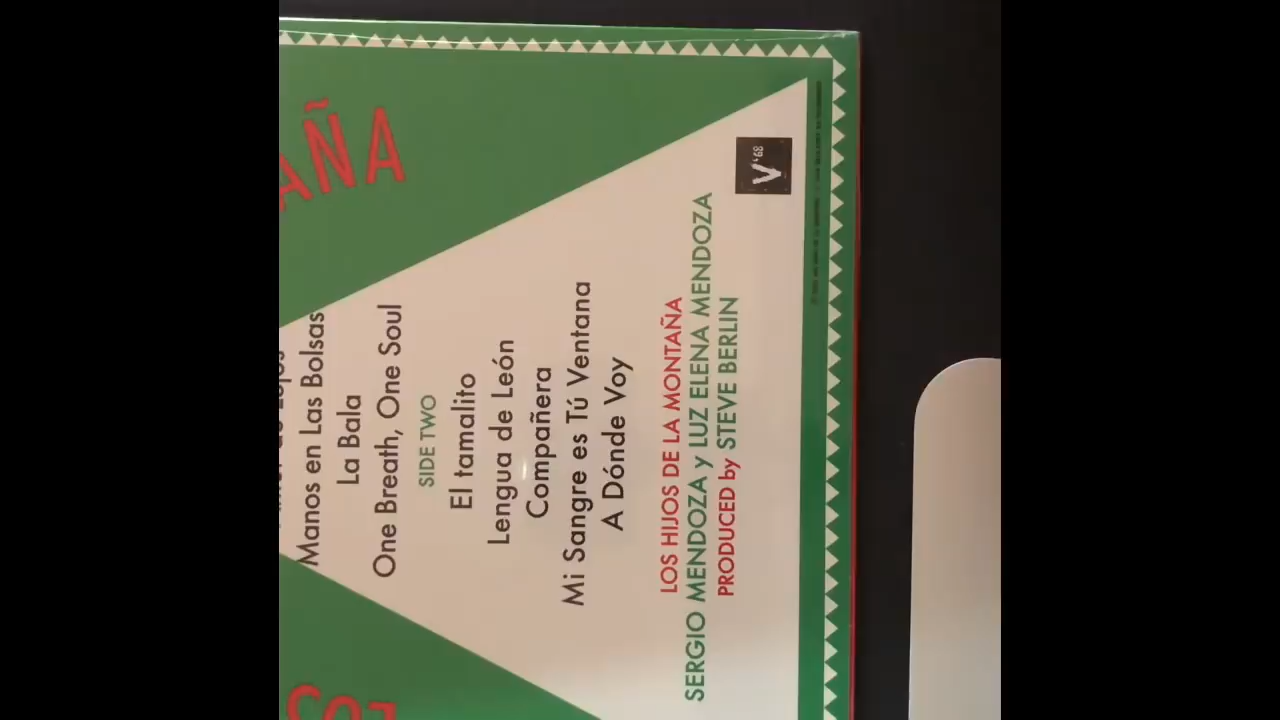 AÑA
Manos en Las Bolsas
La Bala
One Breath, One Soul
SIDE TWO
El tamalito
Lengua de León
Compañera
Mi Sangre es Tú Ventana
A Dónde Voy
LOS HIJOS DE LA MONTAÑA
SERGIO MENDOZA y LUZ ELENA MENDOZA
PRODUCED by STEVE BERLIN
V'68
LOS